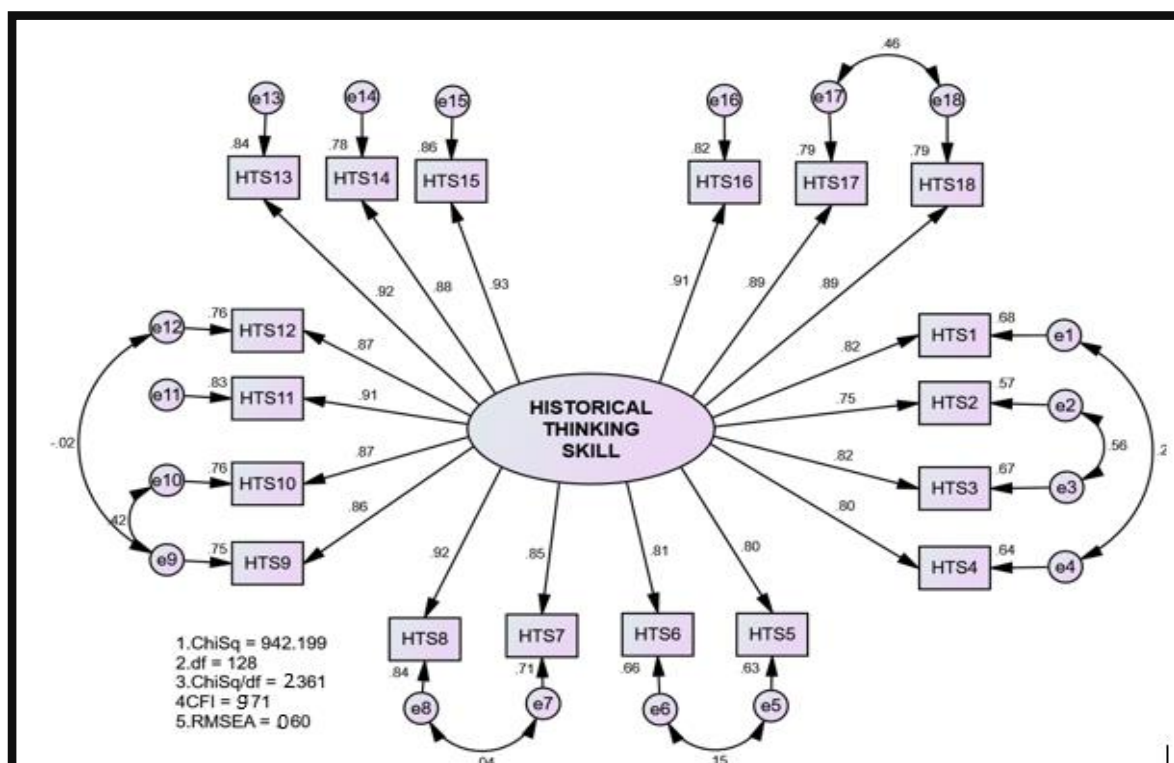 .46
e13
e14
e15
e16
e17
e18
.84
.78
.86
.82
.79
.79
HTS13
HTS14
HTS15
HTS16
HTS17
HTS18
.92
.88
.93
.91
.89
.89
e12
.76
HTS12
.87
HTS1
.68
e1
.82
e11
.83
HTS11
.91
HTS2
.57
e2
.75
-.02
HISTORICAL
THINKING
SKILL
.56
e10
.76
HTS10
.87
HTS3
.67
e3
.82
.42
e9
.75
HTS9
.86
HTS4
.64
e4
.80
.92
.85
.81
.80
HTS8
HTS7
HTS6
HTS5
.84
.71
.66
.63
e8
e7
e6
e5
.04
.15
1.ChiSq = 942.199
2.df = 128
3.ChiSq/df = 2361
4CFI = 971
5.RMSEA = 060